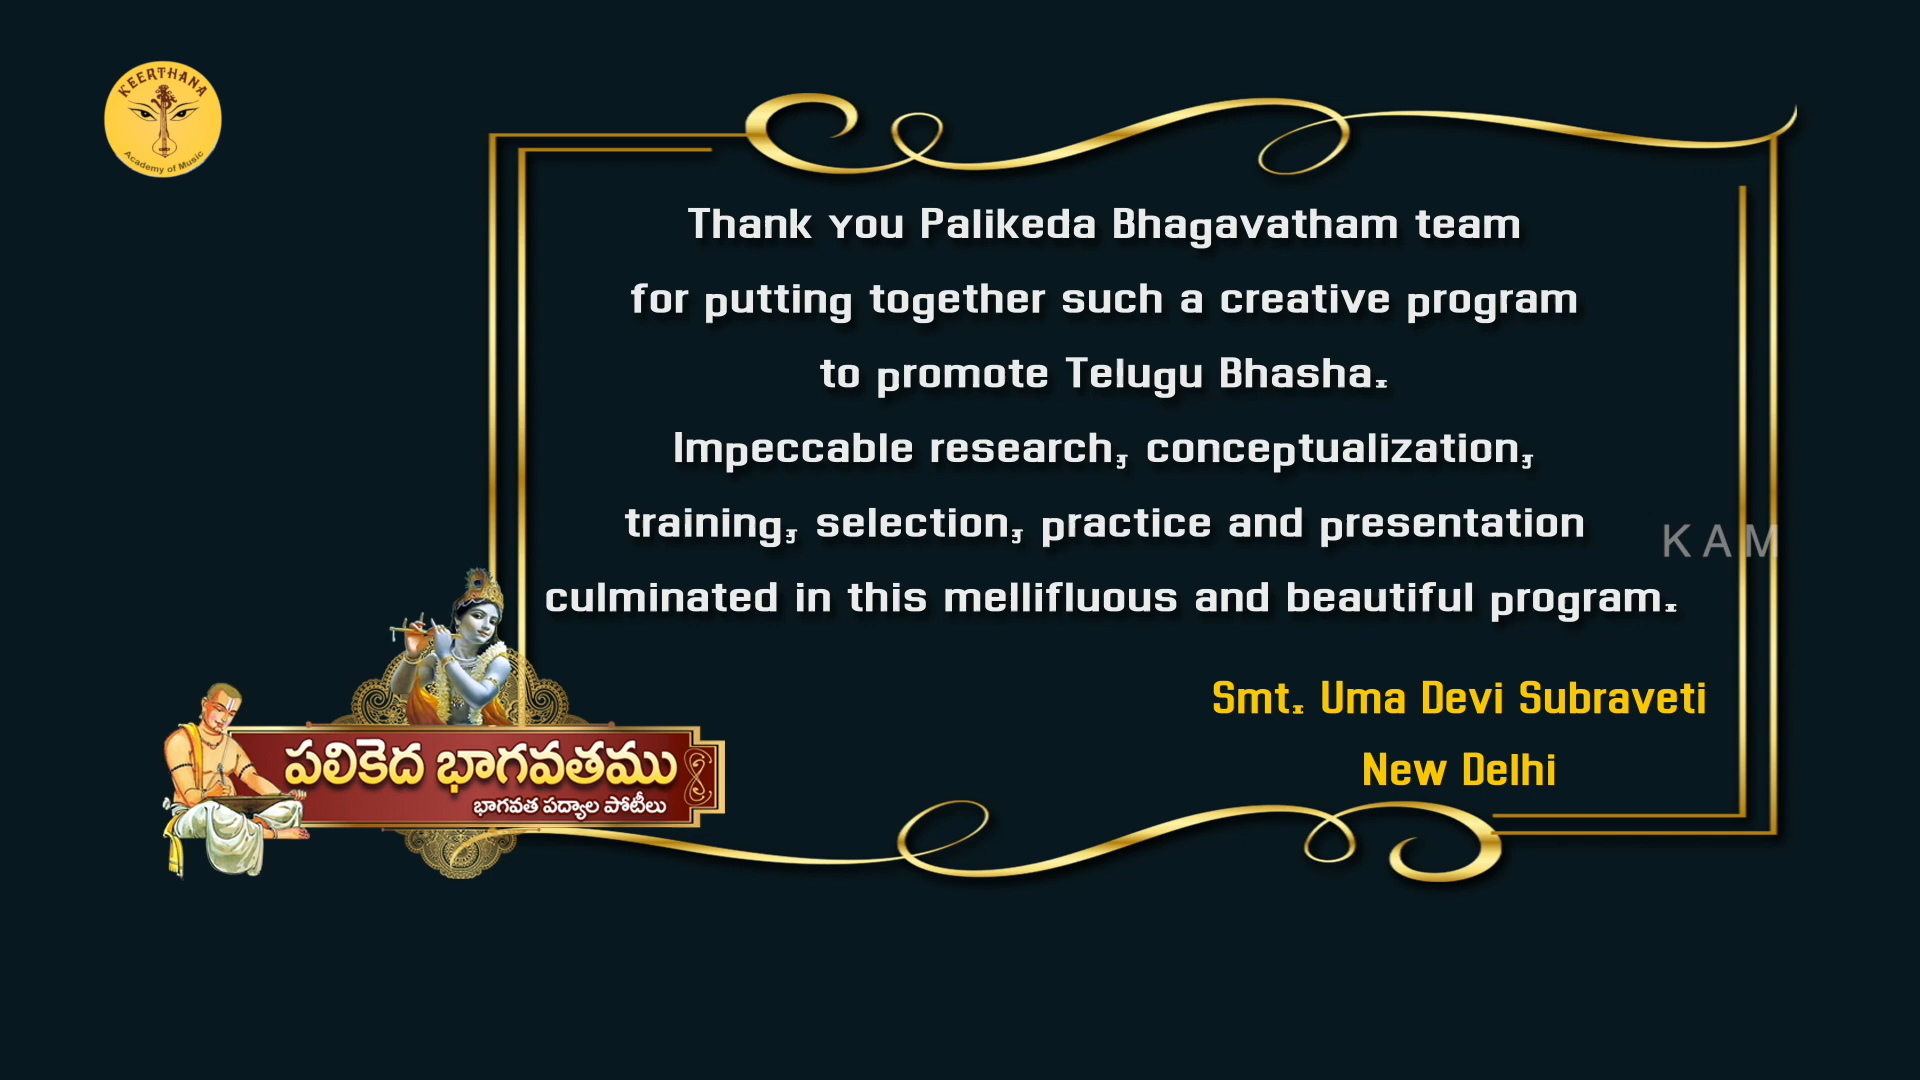 KEERTHANA
Academy of Music
Thank you Palikeda Bhagavatham team
for putting together such a creative program
to promote Telugu Bhasha.
Impeccable research, conceptualization,
training, selection, practice and presentation
KAM
culminated in this mellifluous and beautiful program.
Smt. Uma Devi Subraveti
New Delhi
పలికెద భాగవతము
భాగవత పద్యాల పోటీలు